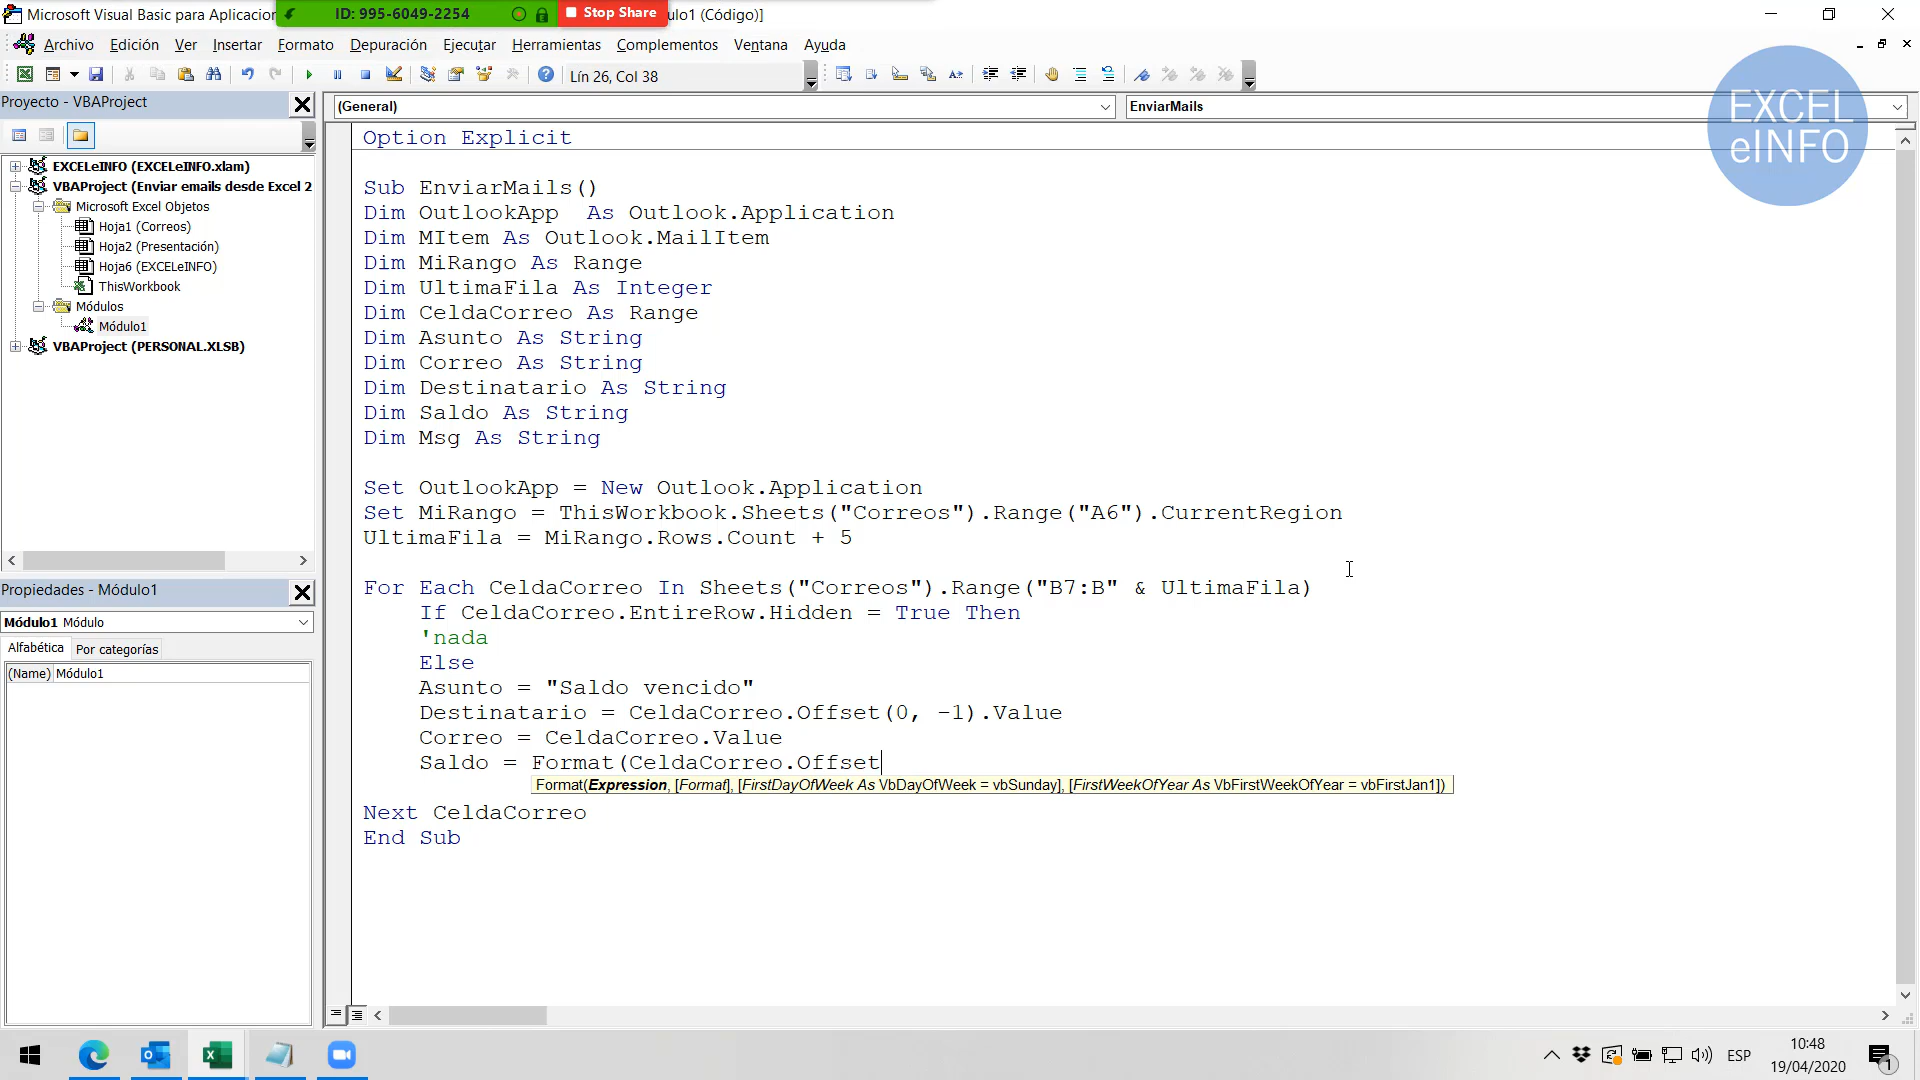 Microsoft Visual Basic para Aplicacion
ID: 995-6049-2254
Stop Share
ulo1 (Código)]
Archivo Edición Ver Insertar Formato Depuración Ejecutar Herramientas Complementos Ventana Ayuda
Lín 26, Col 38
EXCEL
eINFO
Proyecto - VBAProject
(General)
EnviarMails
EXCELeINFO (EXCELeINFO.xlam)
VBAProject (Enviar emails desde Excel 2
Microsoft Excel Objetos
Hoja1 (Correos)
Hoja2 (Presentación)
Hoja6 (EXCELeINFO)
ThisWorkbook
Módulos
Módulo1
VBAProject (PERSONAL.XLSB)
Propiedades - Módulo1
Módulo1 Módulo
Alfabética Por categorías
(Name) Módulo1
Option Explicit
Sub EnviarMails()
Dim OutlookApp  As Outlook.Application
Dim MItem As Outlook.MailItem
Dim MiRango As Range
Dim UltimaFila As Integer
Dim CeldaCorreo As Range
Dim Asunto As String
Dim Correo As String
Dim Destinatario As String
Dim Saldo As String
Dim Msg As String
Set OutlookApp = New Outlook.Application
Set MiRango = ThisWorkbook.Sheets("Correos").Range("A6").CurrentRegion
UltimaFila = MiRango.Rows.Count + 5
For Each CeldaCorreo In Sheets("Correos").Range("B7:B" & UltimaFila)
If CeldaCorreo.EntireRow.Hidden = True Then
'nada
Else
Asunto = "Saldo vencido"
Destinatario = CeldaCorreo.Offset(0, -1).Value
Correo = CeldaCorreo.Value
Saldo = Format(CeldaCorreo.Offset
Format(Expression, [Format], [FirstDayOfWeek As VbDayOfWeek = vbSunday], [FirstWeekOfYear As VbFirstWeekOfYear = vbFirstJan1])
Next CeldaCorreo
End Sub
ESP
10:48
19/04/2020
1